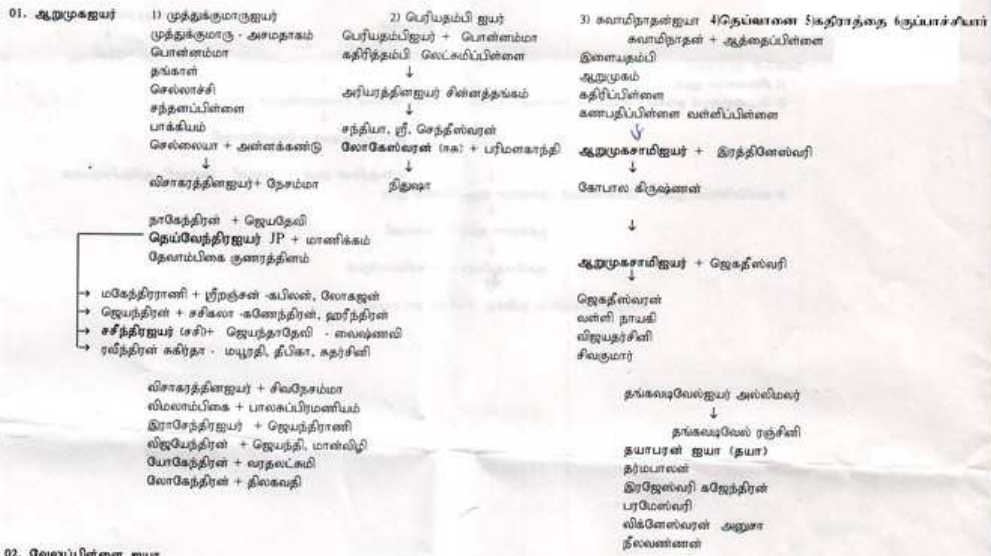 01. ஆறுமுகஐயர்
1) முத்துக்குமாருஐயர்
முத்துக்குமாரு - அசமதாகம்
பொன்னம்மா
தங்காள்
செல்லாச்சி
சந்தனப்பிள்ளை
பாக்கியம்
செல்லையா + அன்னக்கண்டு
↓
விசாகரத்தினஐயர்+ நேசம்மா
நாகேந்திரன் + ஜெயதேவி
தெய்வேந்திரஐயர் JP + மாணிக்கம்
தேவாம்பிகை குணரத்தினம்
→ மகேந்திரராணி + ஸ்ரீறஞ்சன் -கபிலன், லோகஜன்
→ ஜெயந்திரன் + சசிகலா -கணேந்திரன், ஹரீந்திரன்
→ சசீந்திரஐயர் (சசி)+ ஜெயந்தாதேவி - வைஷ்ணவி
→ ரவீந்திரன் சுகிர்தா - மயூரதி, தீபிகா, சுதர்சினி
விசாகரத்தினஐயர் + சிவநேசம்மா
விமலாம்பிகை + பாலசுப்பிரமணியம்
இராசேந்திரஐயர் + ஜெயந்திராணி
விஜயேந்திரன் + ஜெயந்தி, மான்விழி
யோகேந்திரன் + வரதலட்சுமி
லோகேந்திரன் + திலகவதி
2) பெரியதம்பி ஐயர்
பெரியதம்பிஐயர் + பொன்னம்மா
கதிரித்தம்பி லெட்சுமிப்பிள்ளை
↓
அரியரத்தினஐயர் சின்னத்தங்கம்
↓
சந்தியா, ஸ்ரீ, செந்தீஸ்வரன்
லோகேஸ்வரன் (ஈசு) + பரிமளகாந்தி
↓
நிதுஷா
3) சுவாமிநாதன்ஐயா 4)தெய்வானை 5)கதிராத்தை 6குப்பாச்சியார்
சுவாமிநாதன் + ஆத்தைப்பிள்ளை
இளையதம்பி
ஆறுமுகம்
கதிரிப்பிள்ளை
கணபதிப்பிள்ளை வள்ளிப்பிள்ளை
↓
ஆறுமுகசாமிஐயர் + இரத்தினேஸ்வரி
↓
கோபால கிருஷ்ணன்
↓
ஆறுமுகசாமிஐயர் + ஜெகதீஸ்வரி
↓
ஜெகதீஸ்வரன்
வள்ளி நாயகி
விஜயதர்சினி
சிவகுமார்
தங்கவடிவேல்ஐயர் அல்லிமலர்
↓
தங்கவடிவேல் ரஞ்சினி
தயாபரன் ஐயா (தயா)
தர்மபாலன்
இரஜேஸ்வரி கஜேந்திரன்
பரமேஸ்வரி
விக்னேஸ்வரன் அனுசா
நீலவண்ணன்
02. வேலுப்பிள்ளை ஐயா